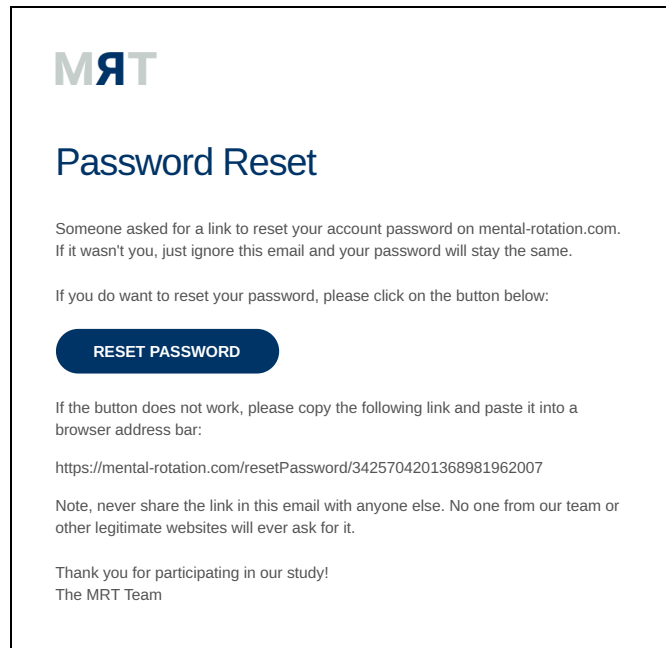 MЯT
Password Reset
Someone asked for a link to reset your account password on mental-rotation.com.
If it wasn't you, just ignore this email and your password will stay the same.
If you do want to reset your password, please click on the button below:
RESET PASSWORD
If the button does not work, please copy the following link and paste it into a
browser address bar:
https://mental-rotation.com/resetPassword/3425704201368981962007
Note, never share the link in this email with anyone else. No one from our team or
other legitimate websites will ever ask for it.
Thank you for participating in our study!
The MRT Team